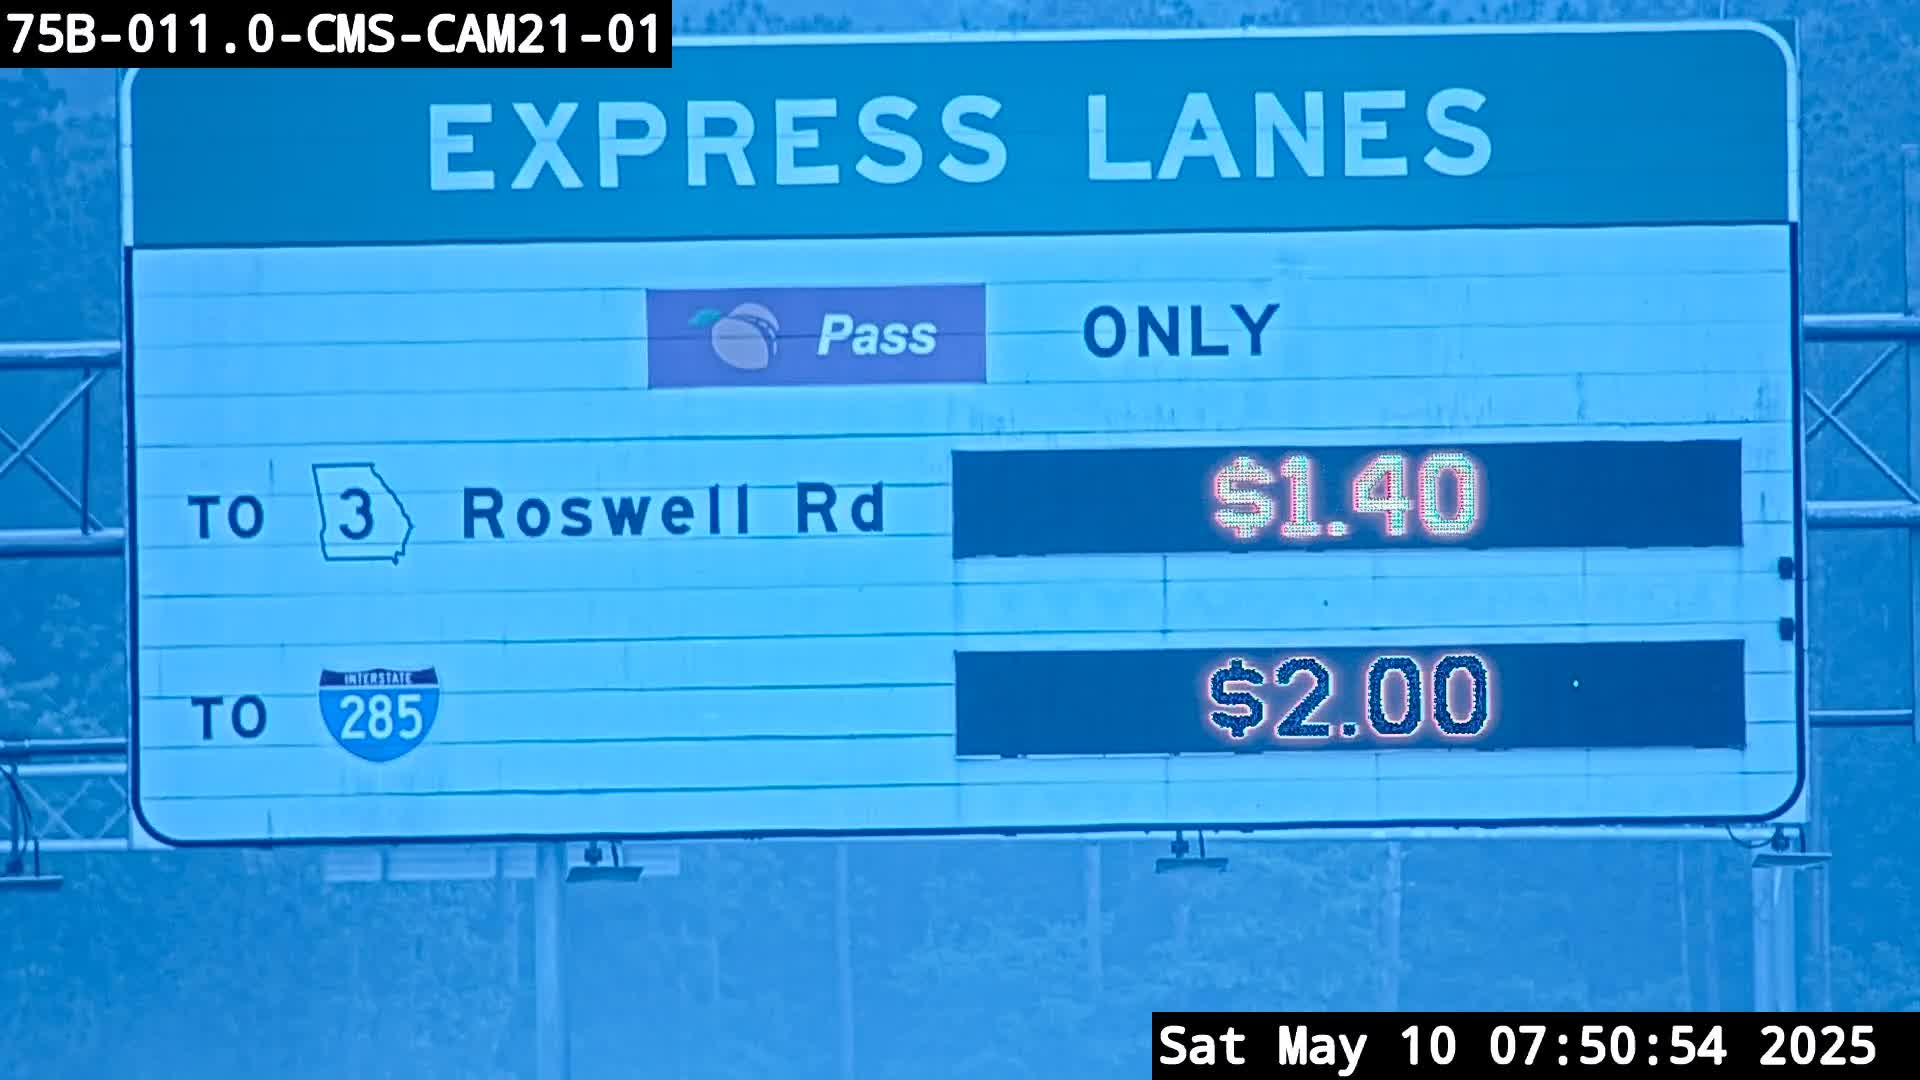 75B-011.0-CMS-CAM21-01
EXPRESS LANES
Pass ONLY
TO 3 Roswell Rd $1.40
TO INTERSTATE 285 $2.00
Sat May 10 07:50:54 2025